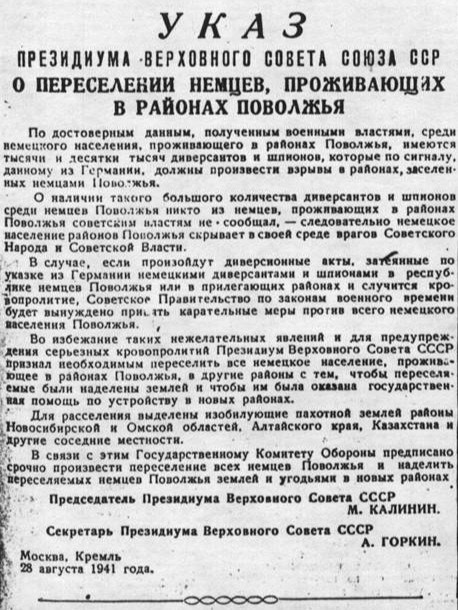 УКАЗ
ПРЕЗИДИУМА ВЕРХОВНОГО СОВЕТА СОЮЗА ССР
О ПЕРЕСЕЛЕНИИ НЕМЦЕВ, ПРОЖИВАЮЩИХ
В РАЙОНАХ ПОВОЛЖЬЯ
По достоверным данным, полученным военными властями, среди
немецкого населения, проживающего в районах Поволжья, имеются
тысячи и десятки тысяч диверсантов и шпионов, которые по сигналу,
данному из Германии, должны произвести взрывы в районах, заселен-
ных немцами Поволжья.
О наличии такого большого количества диверсантов и шпионов
среди немцев Поволжья никто из немцев, проживающих в районах
Поволжья советским властям не сообщал, — следовательно немецкое
население районов Поволжья скрывает в своей среде врагов Советского
Народа и Советской Власти.
В случае, если произойдут диверсионные акты, затеянные по
указке из Германии немецкими диверсантами и шпионами в респуб-
лике немцев Поволжья или в прилегающих районах и случится кро-
вопролитие, Советское Правительство по законам военного времени
будет вынуждено принять карательные меры против всего немецкого
населения Поволжья.
Во избежание таких нежелательных явлений и для предупреж-
дения серьезных кровопролитий Президиум Верховного Совета СССР
признал необходимым переселить все немецкое население, прожива-
ющее в районах Поволжья, в другие районы с тем, чтобы переселя-
емые были наделены землей и чтобы им была оказана государствен-
ная помощь по устройству в новых районах.
Для расселения выделены изобилующие пахотной землей районы
Новосибирской и Омской областей, Алтайского края, Казахстана и
другие соседние местности.
В связи с этим Государственному Комитету Обороны предписано
срочно произвести переселение всех немцев Поволжья и наделить
переселяемых немцев Поволжья землей и угодьями в новых районах
Председатель Президиума Верховного Совета СССР
М. КАЛИНИН.
Секретарь Президиума Верховного Совета СССР
А. ГОРКИН.
Москва, Кремль
28 августа 1941 года.